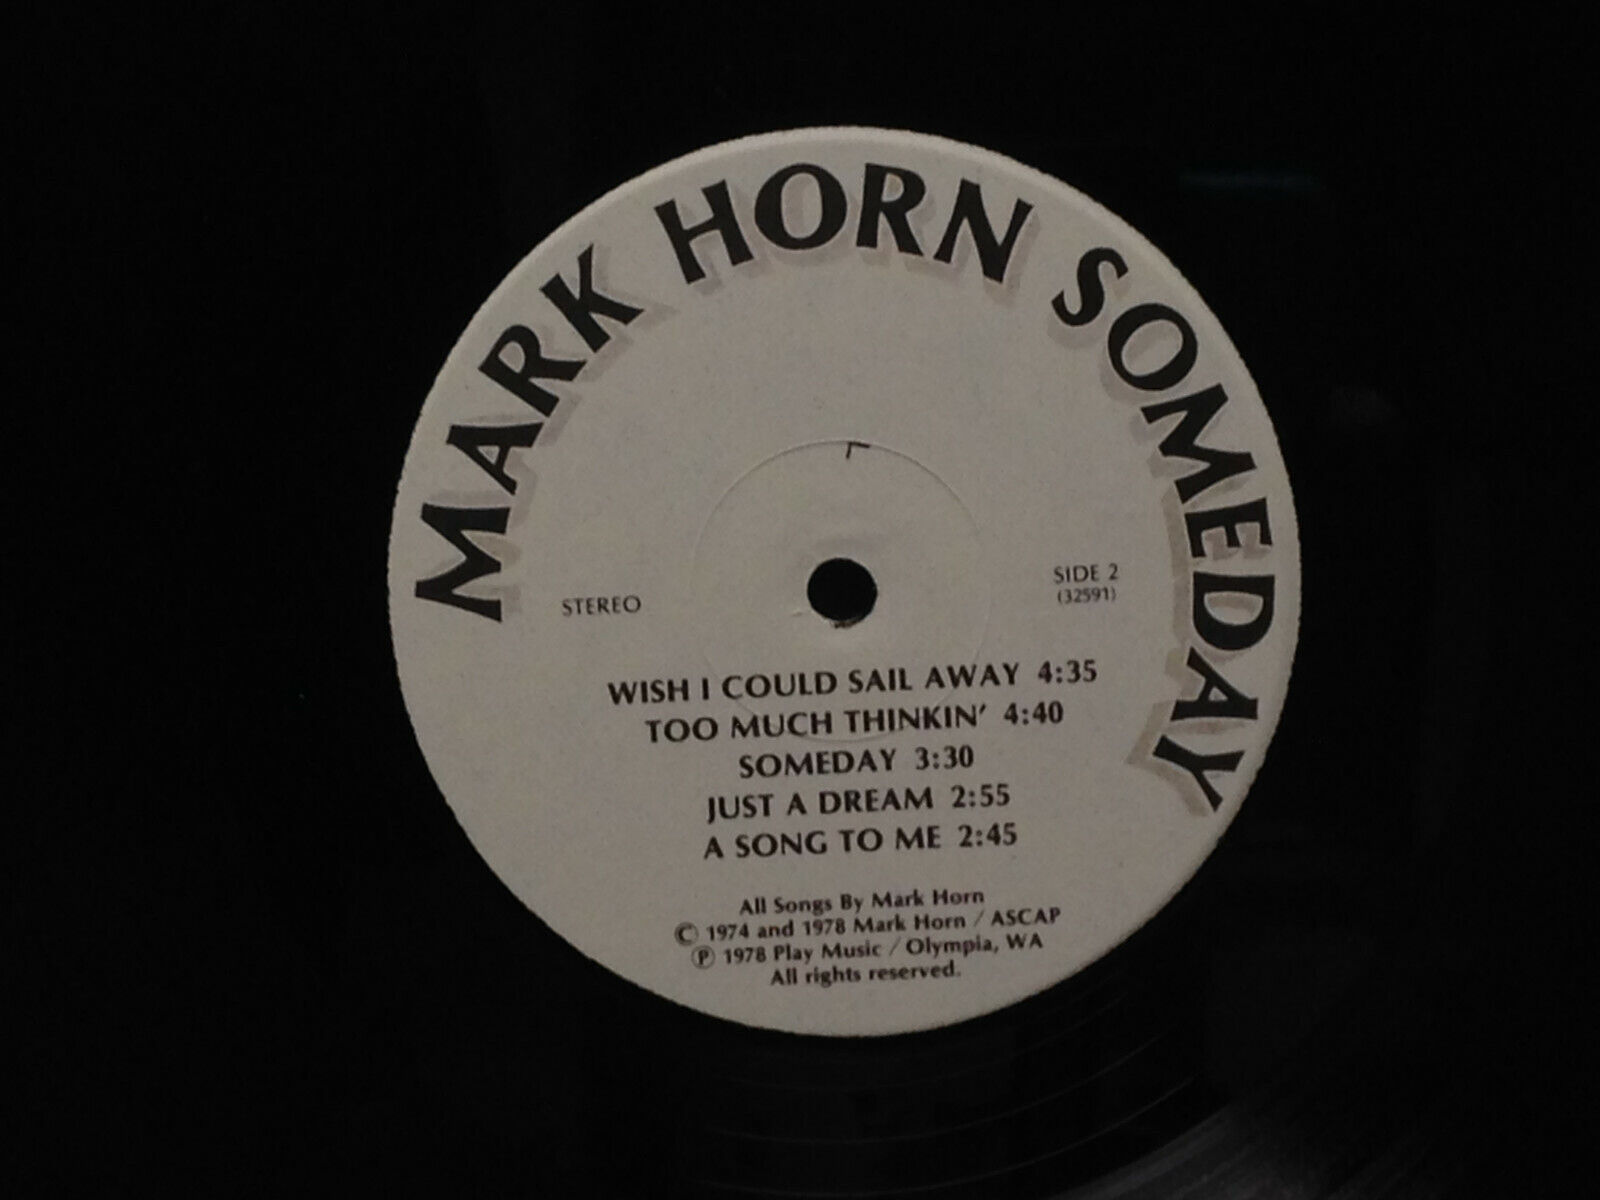 MARK HORN SOMEDAY
STEREO
SIDE 2
(32591)
WISH I COULD SAIL AWAY 4:35
TOO MUCH THINKIN' 4:40
SOMEDAY 3:30
JUST A DREAM 2:55
A SONG TO ME 2:45
All Songs By Mark Horn
© 1974 and 1978 Mark Horn / ASCAP
℗ 1978 Play Music / Olympia, WA
All rights reserved.